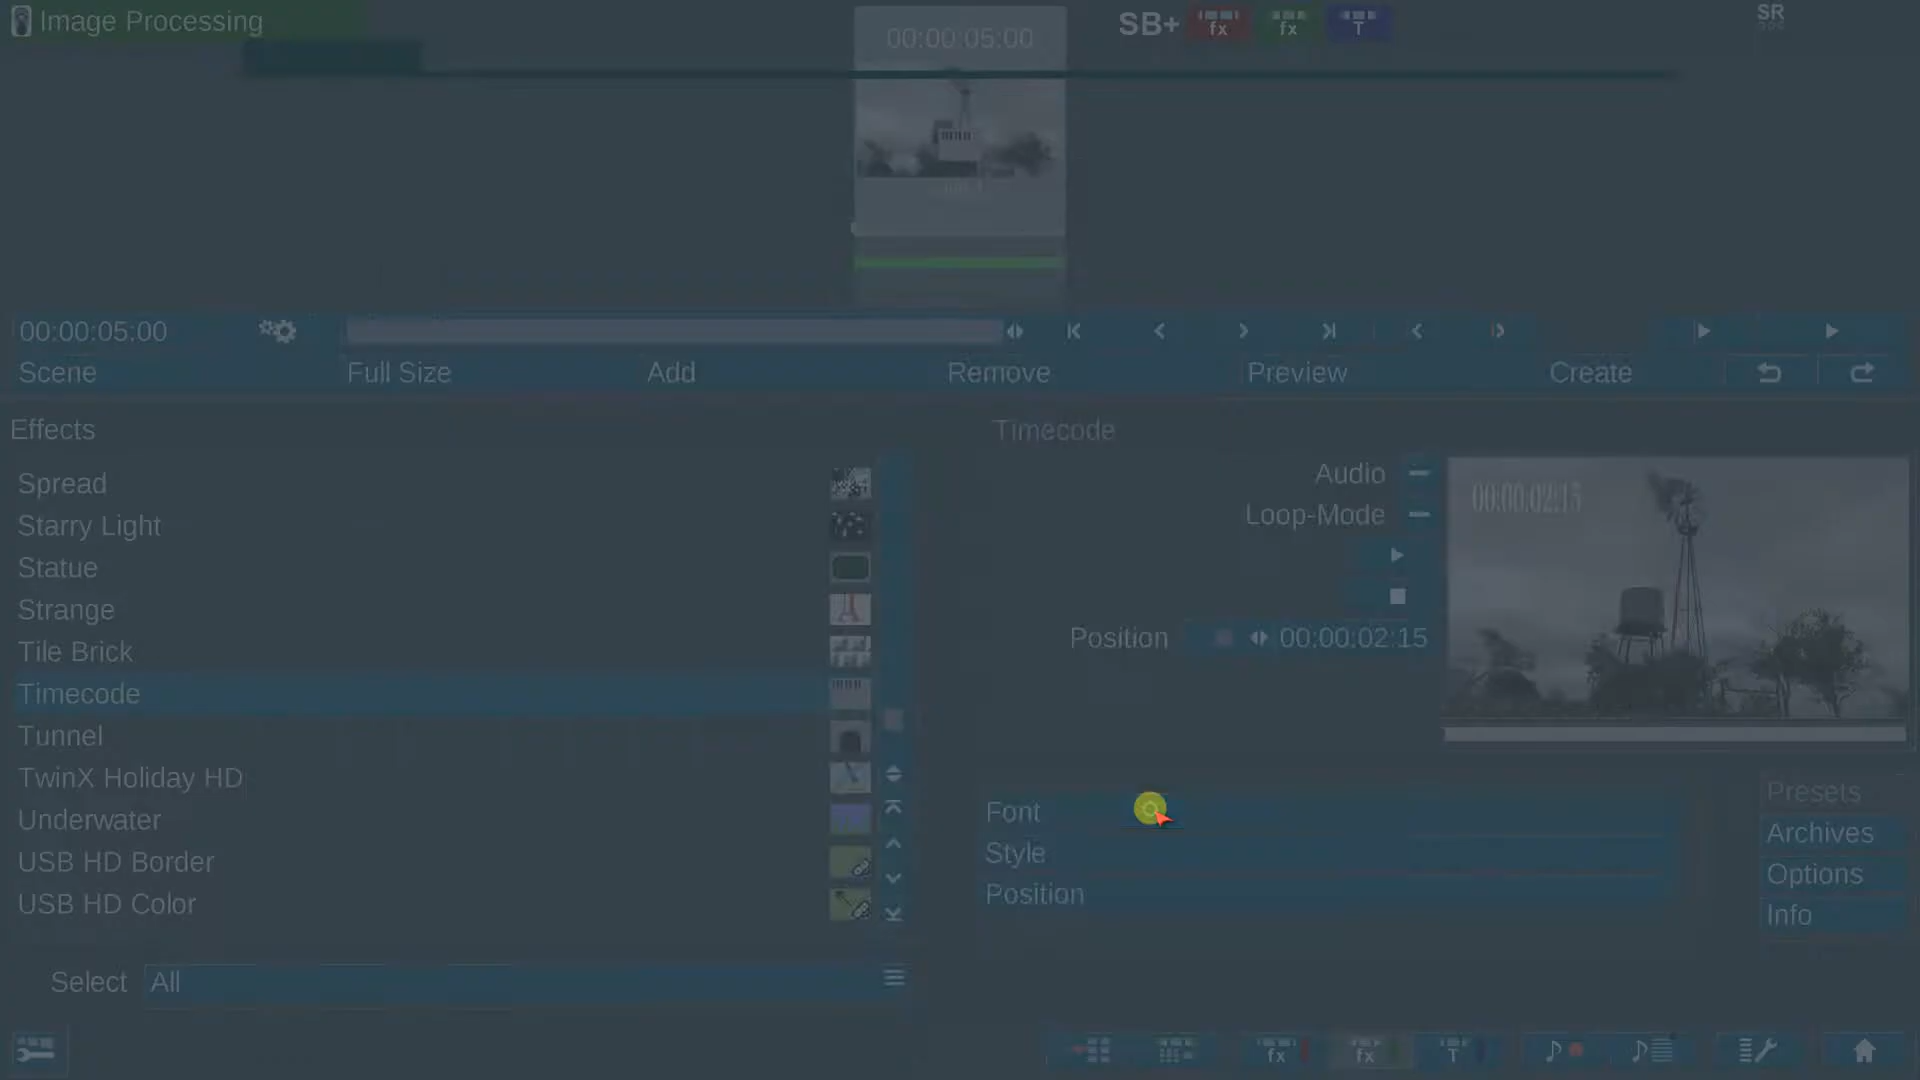 Image Processing
00:00:05:00
SB+
fx
fx
T
SR
00:00:05:00
Scene
Full Size
Add
Remove
Preview
Create
Effects
Timecode
Spread
Starry Light
Statue
Strange
Tile Brick
Timecode
Tunnel
TwinX Holiday HD
Underwater
USB HD Border
USB HD Color
Audio
Loop-Mode
Position
00:00:02:15
00:00:02:15
Font
Style
Position
Presets
Archives
Options
Info
Select
All
fx
fx
T